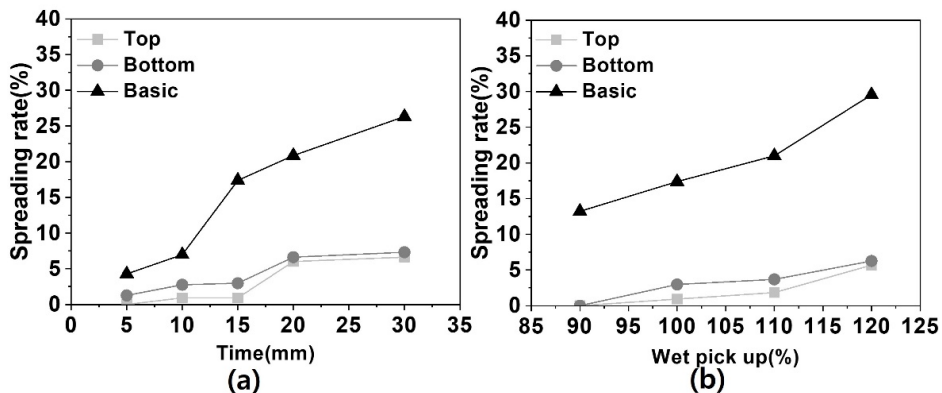 40
35
30
25
20
15
10
5
0
Spreading rate(%)
Top
Bottom
Basic
0 5 10 15 20 25 30 35
Time(mm)
(a)
40
35
30
25
20
15
10
5
0
Spreading rate(%)
Top
Bottom
Basic
85 90 95 100 105 110 115 120 125
Wet pick up(%)
(b)